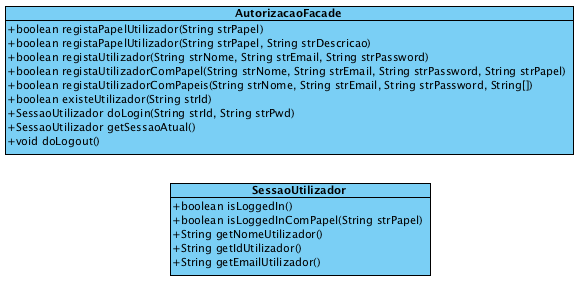 AutorizacaoFacade
+boolean registaPapelUtilizador(String strPapel)
+boolean registaPapelUtilizador(String strPapel, String strDescricao)
+boolean registaUtilizador(String strNome, String strEmail, String strPassword)
+boolean registaUtilizadorComPapel(String strNome, String strEmail, String strPassword, String strPapel)
+boolean registaUtilizadorComPapeis(String strNome, String strEmail, String strPassword, String[])
+boolean existeUtilizador(String strId)
+SessaoUtilizador doLogin(String strId, String strPwd)
+SessaoUtilizador getSessaoAtual()
+void doLogout()
SessaoUtilizador
+boolean isLoggedIn()
+boolean isLoggedInComPapel(String strPapel)
+String getNomeUtilizador()
+String getIdUtilizador()
+String getEmailUtilizador()